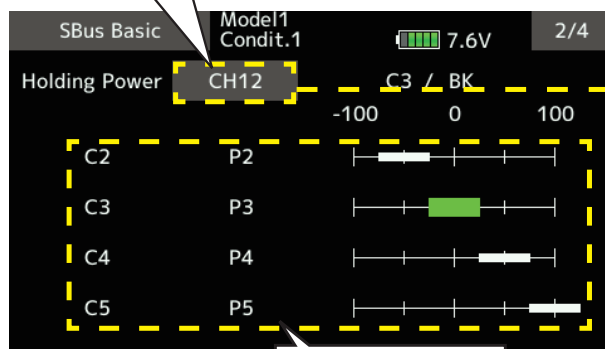 SBus Basic Model1 Condit.1 7.6V 2/4
Holding Power CH12 C3 / BK
-100 0 100
C2 P2
C3 P3
C4 P4
C5 P5